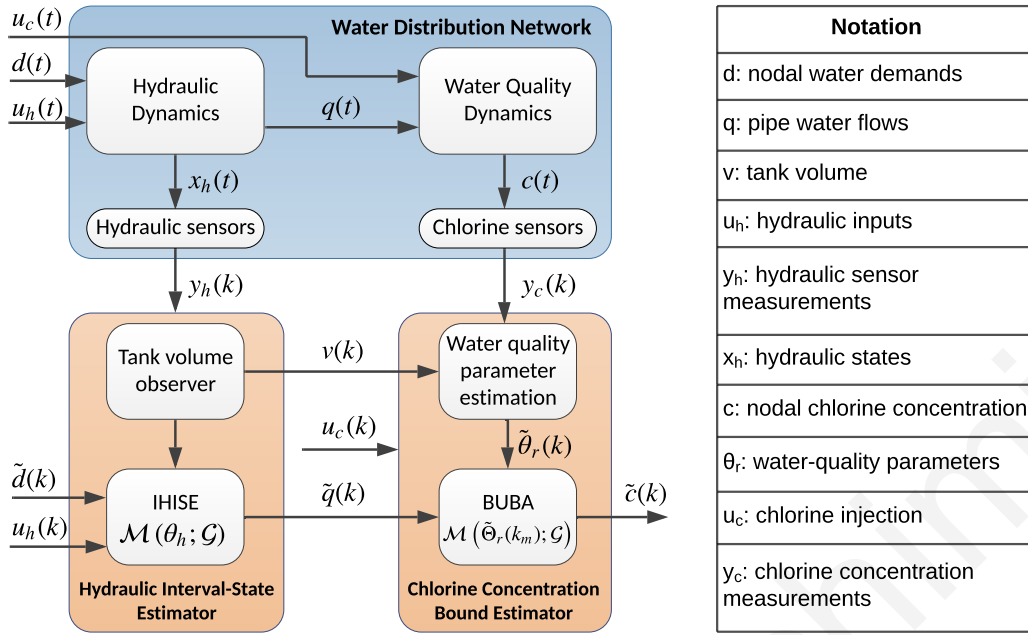 u_c(t)
Water Distribution Network
d(t)
u_h(t)
Hydraulic
Dynamics
q(t)
Water Quality
Dynamics
x_h(t)
c(t)
Hydraulic sensors
Chlorine sensors
y_h(k)
y_c(k)
Tank volume
observer
v(k)
Water quality
parameter
estimation
u_c(k)
θ̃_r(k)
d̃(k)
u_h(k)
IHISE
ℳ(θ_h; 𝒢)
q̃(k)
BUBA
ℳ(Θ̃_r(k_m); 𝒢)
c̃(k)
Hydraulic Interval-State
Estimator
Chlorine Concentration
Bound Estimator
Notation
d: nodal water demands
q: pipe water flows
v: tank volume
u_h: hydraulic inputs
y_h: hydraulic sensor
measurements
x_h: hydraulic states
c: nodal chlorine concentration
θ_r: water-quality parameters
u_c: chlorine injection
y_c: chlorine concentration
measurements